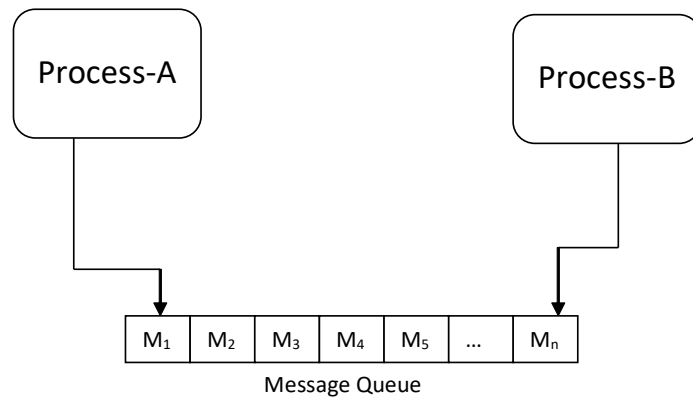 Process-A
Process-B
M₁ M₂ M₃ M₄ M₅ ... Mₙ
Message Queue